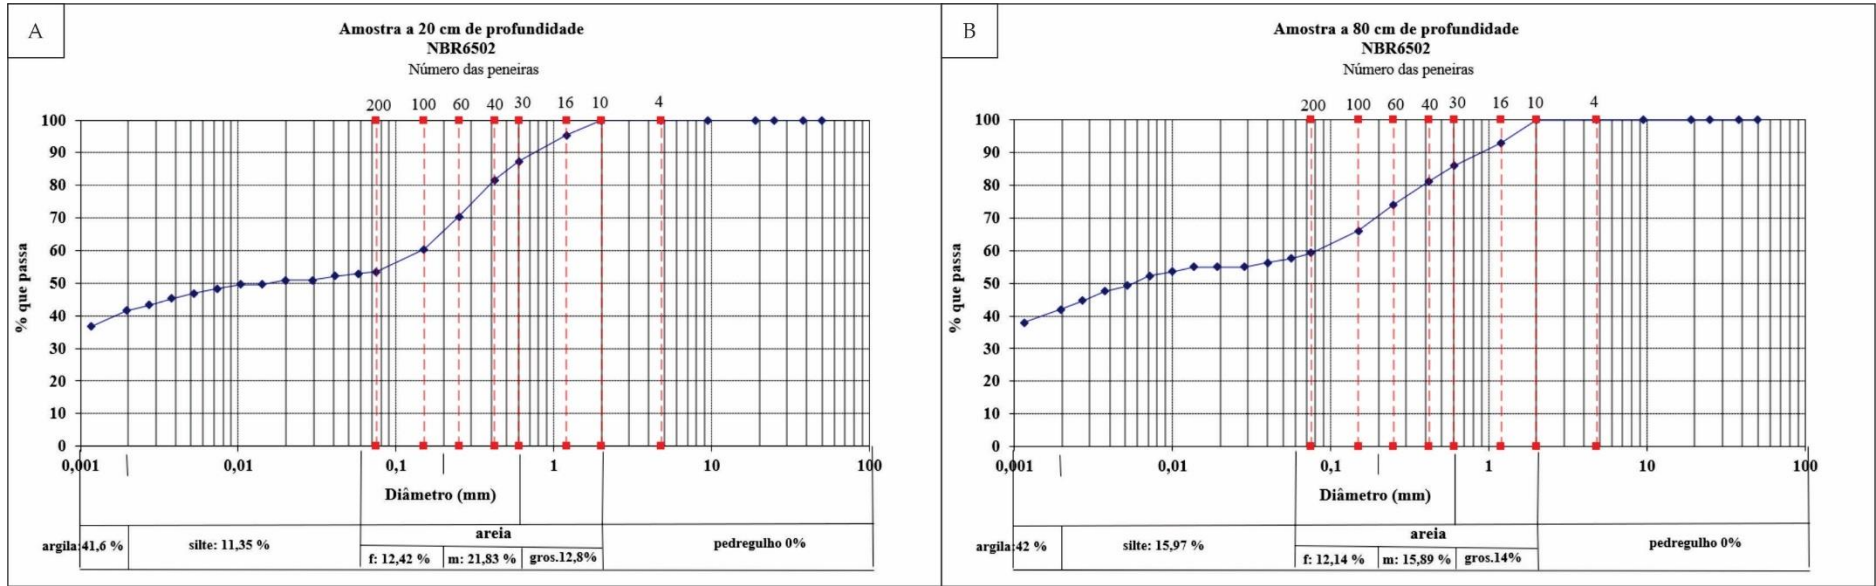 A
Amostra a 20 cm de profundidade
NBR6502
Número das peneiras
200 100 60 40 30 16 10 4
100
90
80
70
60
50
40
30
20
10
0
% que passa
0,001 0,01 0,1 1 10 100
Diâmetro (mm)
argila:41,6 %
silte: 11,35 %
areia
f: 12,42 % m: 21,83 % gros.12,8%
pedregulho 0%
B
Amostra a 80 cm de profundidade
NBR6502
Número das peneiras
200 100 60 40 30 16 10 4
100
90
80
70
60
50
40
30
20
10
0
% que passa
0,001 0,01 0,1 1 10 100
Diâmetro (mm)
argila:42 %
silte: 15,97 %
areia
f: 12,14 % m: 15,89 % gros.14%
pedregulho 0%